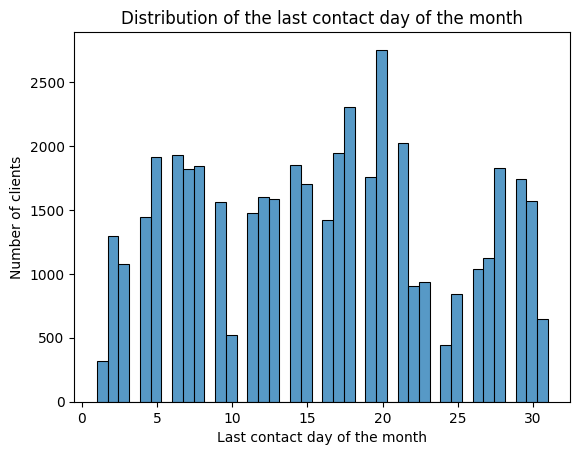 Distribution of the last contact day of the month
Number of clients
2500
2000
1500
1000
500
0
0 5 10 15 20 25 30
Last contact day of the month